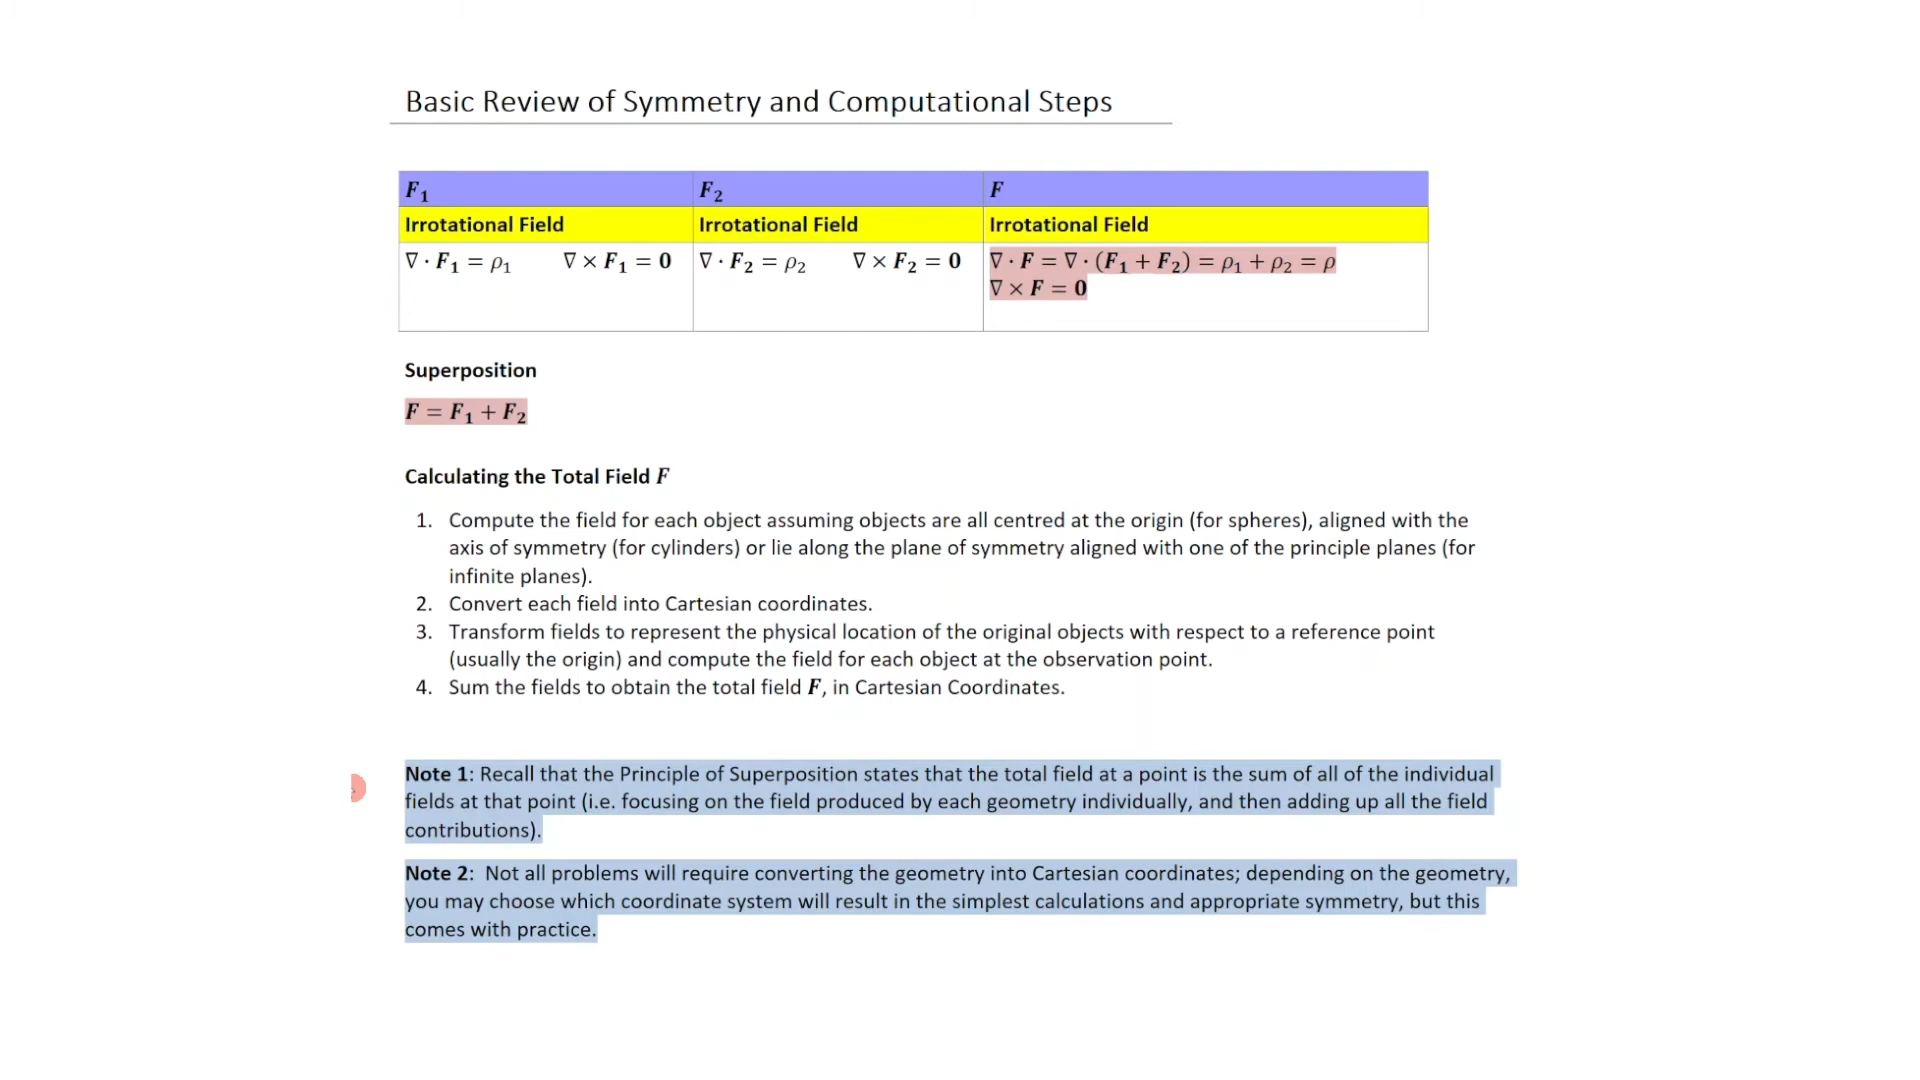 Basic Review of Symmetry and Computational Steps
𝑭₁ 𝑭₂ 𝑭
Irrotational Field Irrotational Field Irrotational Field
∇ · 𝑭₁ = ρ₁ ∇ × 𝑭₁ = 𝟎 ∇ · 𝑭₂ = ρ₂ ∇ × 𝑭₂ = 𝟎 ∇ · 𝑭 = ∇ · (𝑭₁ + 𝑭₂) = ρ₁ + ρ₂ = ρ
∇ × 𝑭 = 𝟎
Superposition
𝑭 = 𝑭₁ + 𝑭₂
Calculating the Total Field 𝑭
1. Compute the field for each object assuming objects are all centred at the origin (for spheres), aligned with the
axis of symmetry (for cylinders) or lie along the plane of symmetry aligned with one of the principle planes (for
infinite planes).
2. Convert each field into Cartesian coordinates.
3. Transform fields to represent the physical location of the original objects with respect to a reference point
(usually the origin) and compute the field for each object at the observation point.
4. Sum the fields to obtain the total field 𝑭, in Cartesian Coordinates.
Note 1: Recall that the Principle of Superposition states that the total field at a point is the sum of all of the individual
fields at that point (i.e. focusing on the field produced by each geometry individually, and then adding up all the field
contributions).
Note 2: Not all problems will require converting the geometry into Cartesian coordinates; depending on the geometry,
you may choose which coordinate system will result in the simplest calculations and appropriate symmetry, but this
comes with practice.